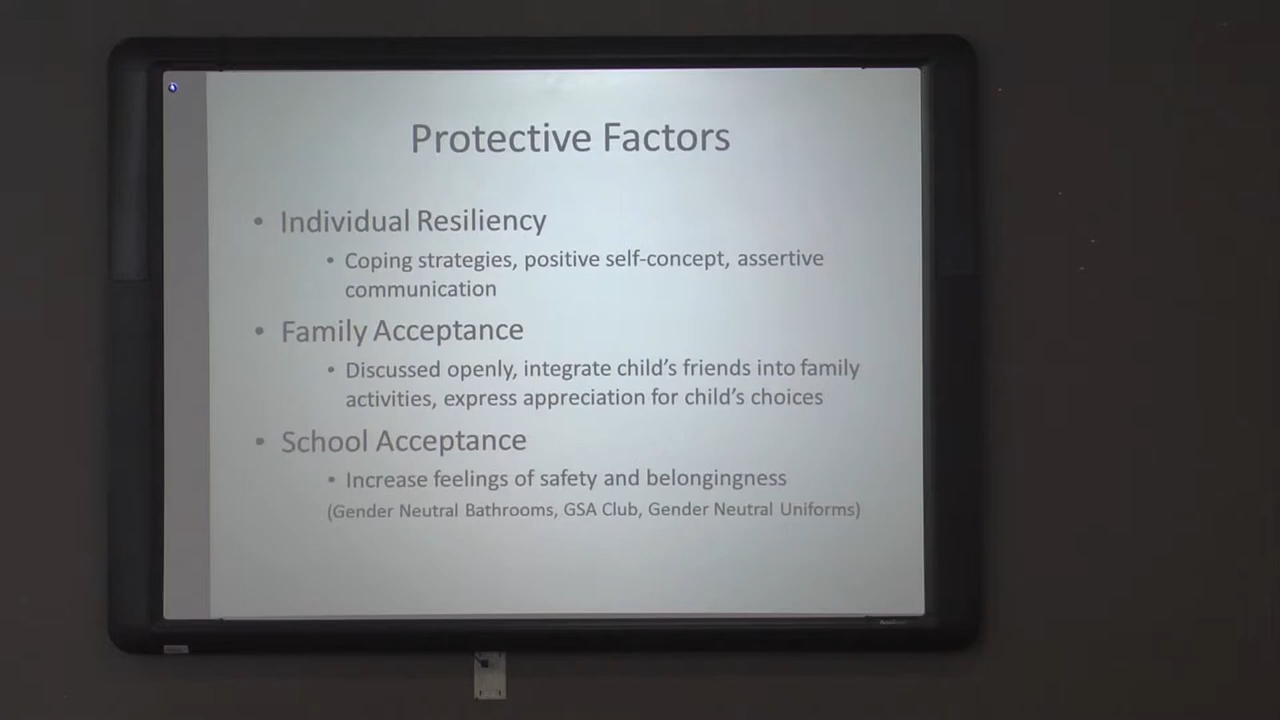 Protective Factors
• Individual Resiliency
• Coping strategies, positive self-concept, assertive
communication
• Family Acceptance
• Discussed openly, integrate child's friends into family
activities, express appreciation for child's choices
• School Acceptance
• Increase feelings of safety and belongingness
(Gender Neutral Bathrooms, GSA Club, Gender Neutral Uniforms)